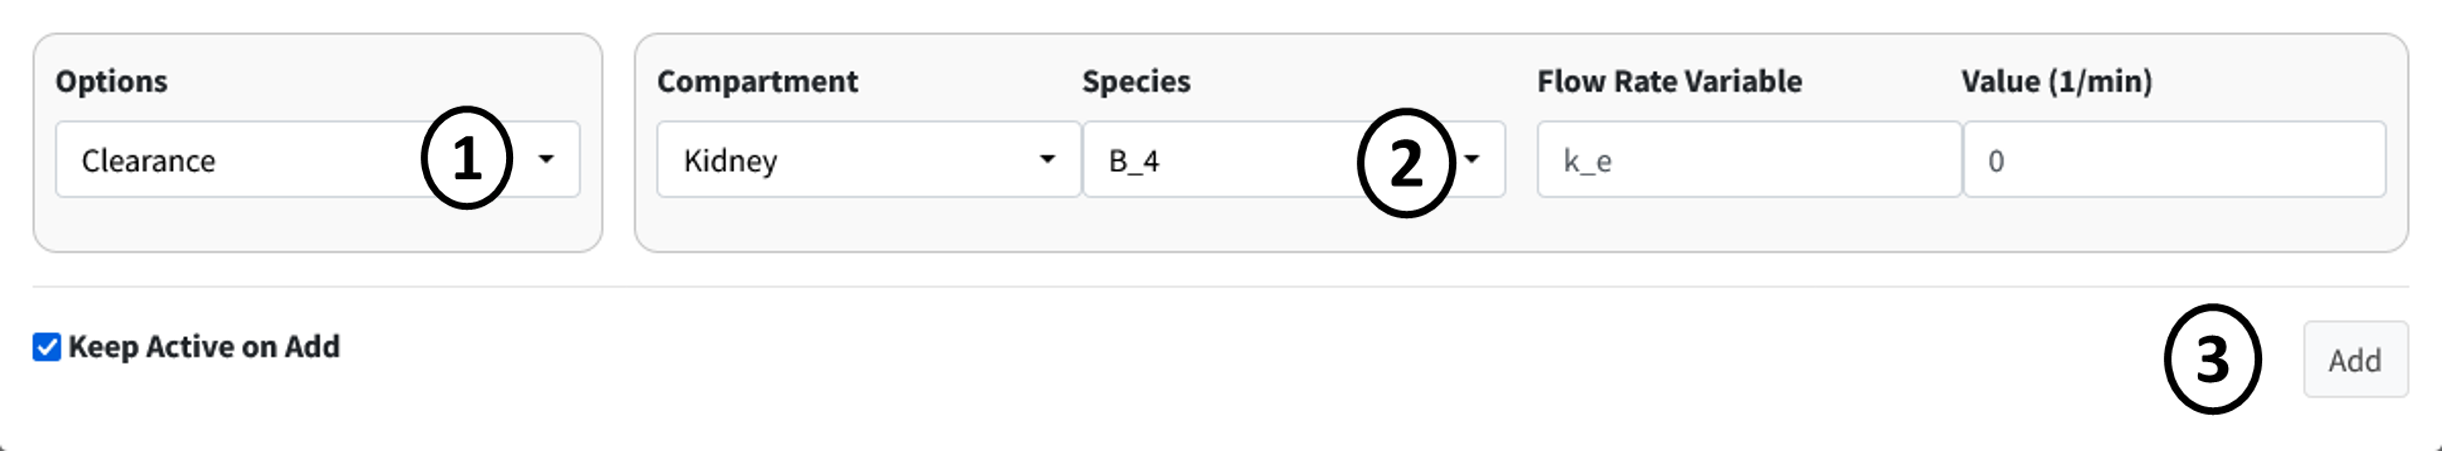 Options
Compartment Species Flow Rate Variable Value (1/min)
Clearance 1 Kidney B_4 2 k_e 0
Keep Active on Add 3 Add